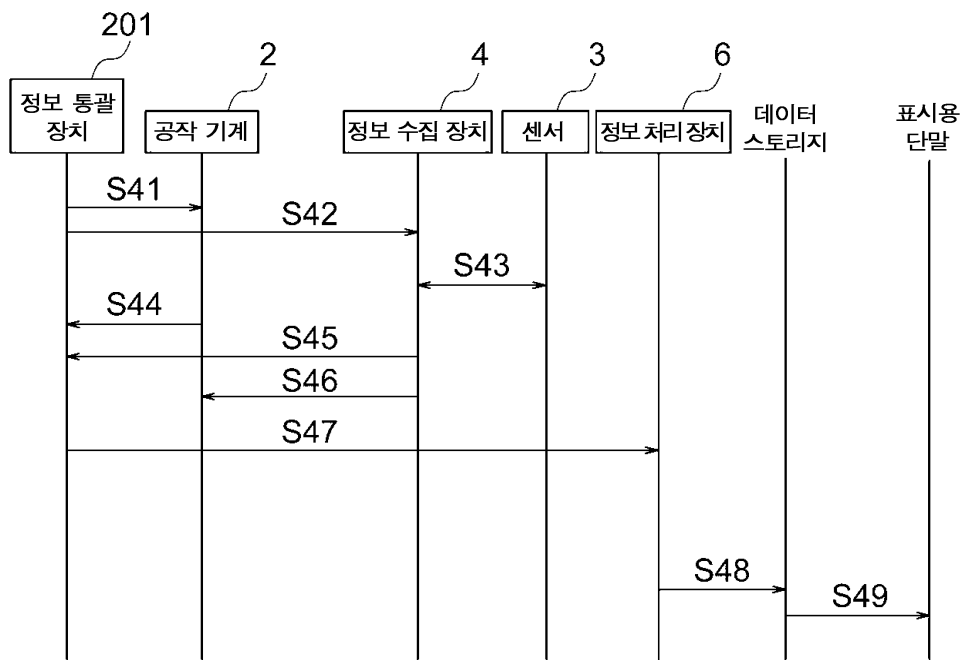 201
2
4
3
6
정보 통괄
장치
공작 기계
정보 수집 장치
센서
정보 처리 장치
데이터
스토리지
표시용
단말
S41
S42
S43
S44
S45
S46
S47
S48
S49